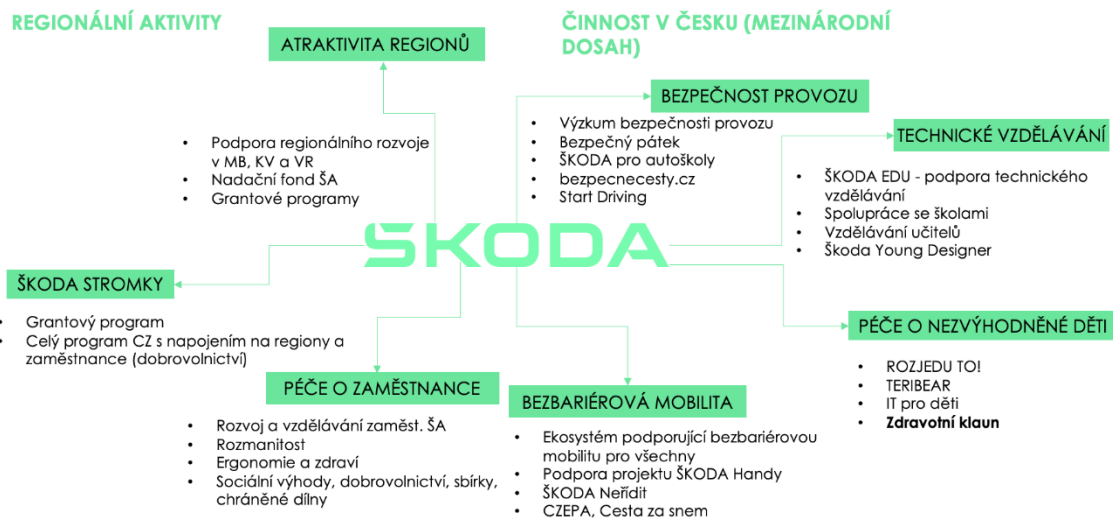 REGIONÁLNÍ AKTIVITY
ATRAKTIVITA REGIONŮ
• Podpora regionálního rozvoje
v MB, KV a VR
• Nadační fond ŠA
• Grantové programy
ŠKODA STROMKY
• Grantový program
• Celý program CZ s napojením na regiony a
zaměstnance (dobrovolnictví)
PÉČE O ZAMĚSTNANCE
• Rozvoj a vzdělávání zaměst. ŠA
• Rozmanitost
• Ergonomie a zdraví
• Sociální výhody, dobrovolnictví, sbírky,
chráněné dílny
ŠKODA
ČINNOST V ČESKU (MEZINÁRODNÍ
DOSAH)
BEZPEČNOST PROVOZU
• Výzkum bezpečnosti provozu
• Bezpečný pátek
• ŠKODA pro autoškoly
• bezpecnecesty.cz
• Start Driving
TECHNICKÉ VZDĚLÁVÁNÍ
• ŠKODA EDU - podpora technického
vzdělávání
• Spolupráce se školami
• Vzdělávání učitelů
• Škoda Young Designer
PÉČE O NEZVÝHODNĚNÉ DĚTI
• ROZJEDU TO!
• TERIBEAR
• IT pro děti
• Zdravotní klaun
BEZBARIÉROVÁ MOBILITA
• Ekosystém podporující bezbariérovou
mobilitu pro všechny
• Podpora projektu ŠKODA Handy
• ŠKODA Neřídit
• CZEPA, Cesta za snem